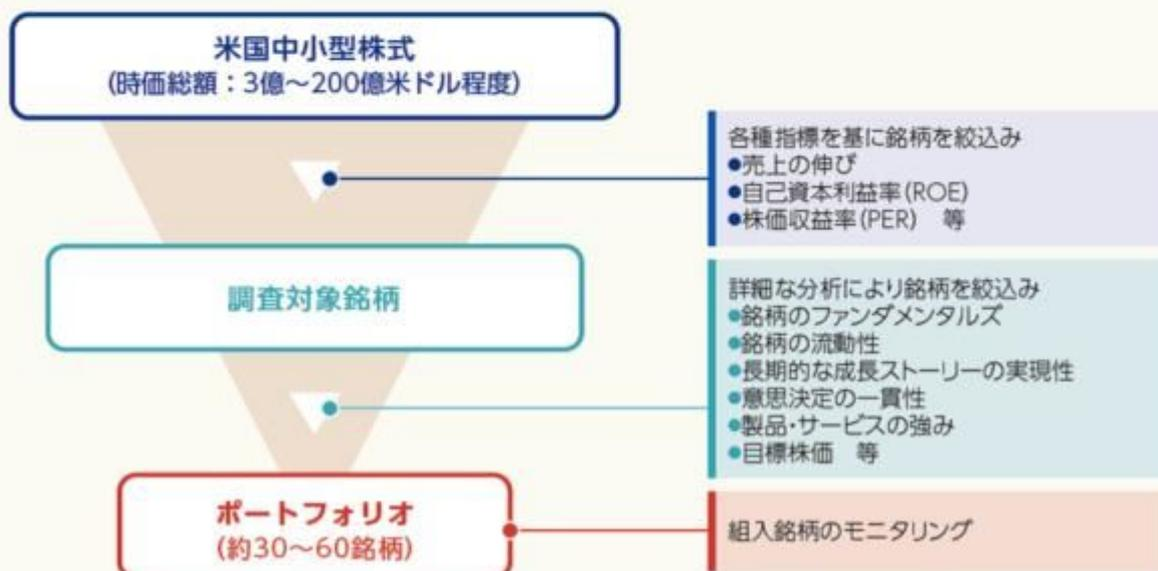 米国中小型株式
(時価総額：3億～200億米ドル程度)
各種指標を基に銘柄を絞込み
●売上の伸び
●自己資本利益率(ROE)
●株価収益率(PER)　等
調査対象銘柄
詳細な分析により銘柄を絞込み
●銘柄のファンダメンタルズ
●銘柄の流動性
●長期的な成長ストーリーの実現性
●意思決定の一貫性
●製品・サービスの強み
●目標株価　等
ポートフォリオ
(約30～60銘柄)
組入銘柄のモニタリング